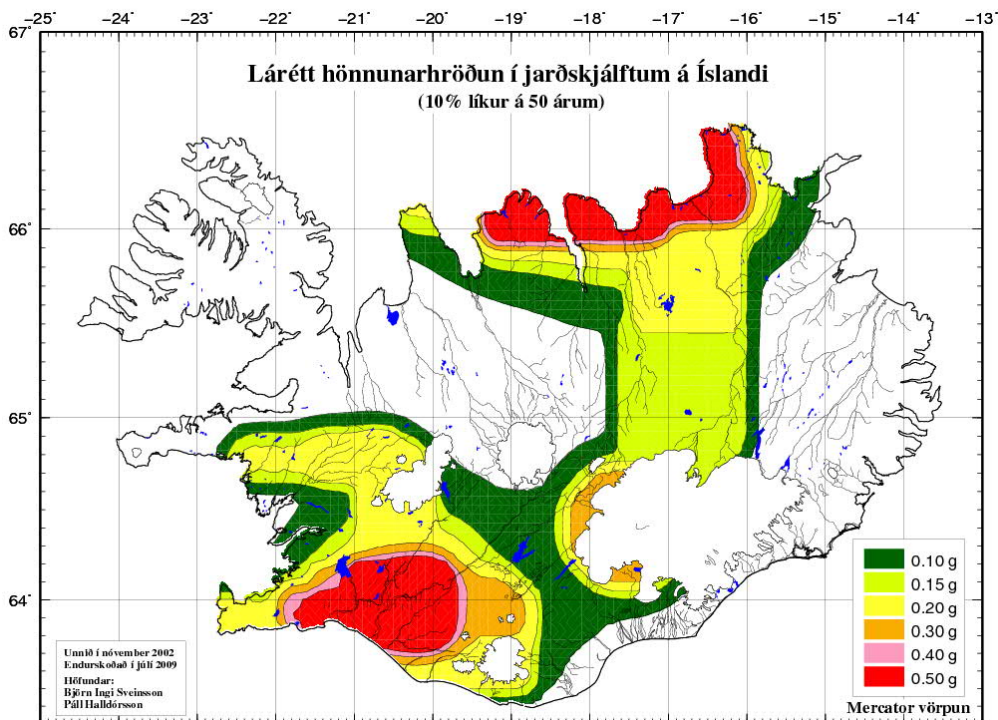 −25˚ −24˚ −23˚ −22˚ −21˚ −20˚ −19˚ −18˚ −17˚ −16˚ −15˚ −14˚ −13˚
67˚
Lárétt hönnunarhröðun í jarðskjálftum á Íslandi
(10% líkur á 50 árum)
66˚
65˚
64˚
0.10 g
0.15 g
0.20 g
0.30 g
0.40 g
0.50 g
Unnið í nóvember 2002
Endurskoðað í júlí 2009
Höfundar:
Björn Ingi Sveinsson
Páll Halldórsson
Mercator vörpun